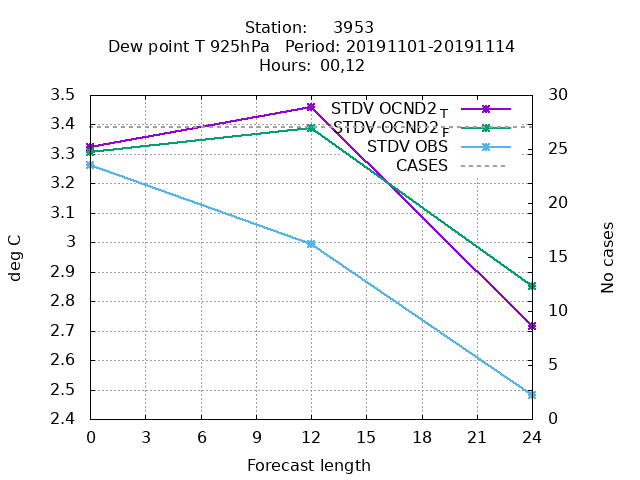 Station: 3953
Dew point T 925hPa Period: 20191101-20191114
Hours: 00,12
3.5
3.4
3.3
3.2
3.1
3
2.9
2.8
2.7
2.6
2.5
2.4
deg C
STDV OCND2_T
STDV OCND2_F
STDV OBS
CASES
30
25
20
15
10
5
0
No cases
0 3 6 9 12 15 18 21 24
Forecast length